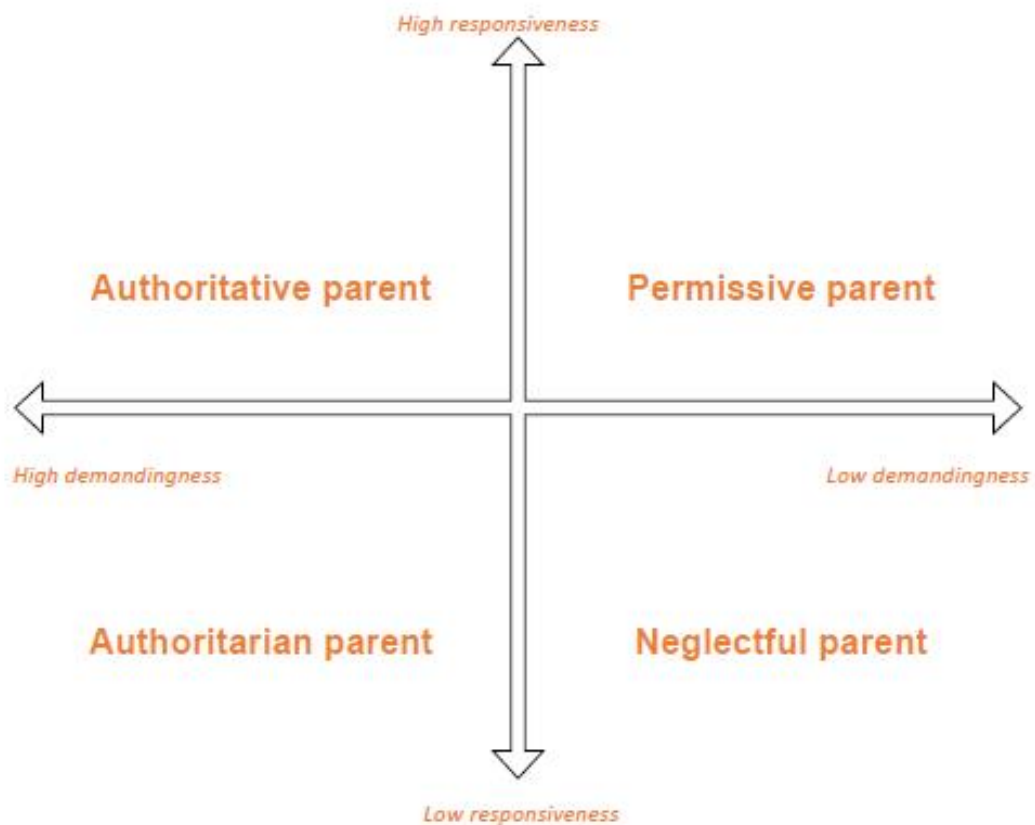 High responsiveness
Authoritative parent
Permissive parent
High demandingness
Low demandingness
Authoritarian parent
Neglectful parent
Low responsiveness